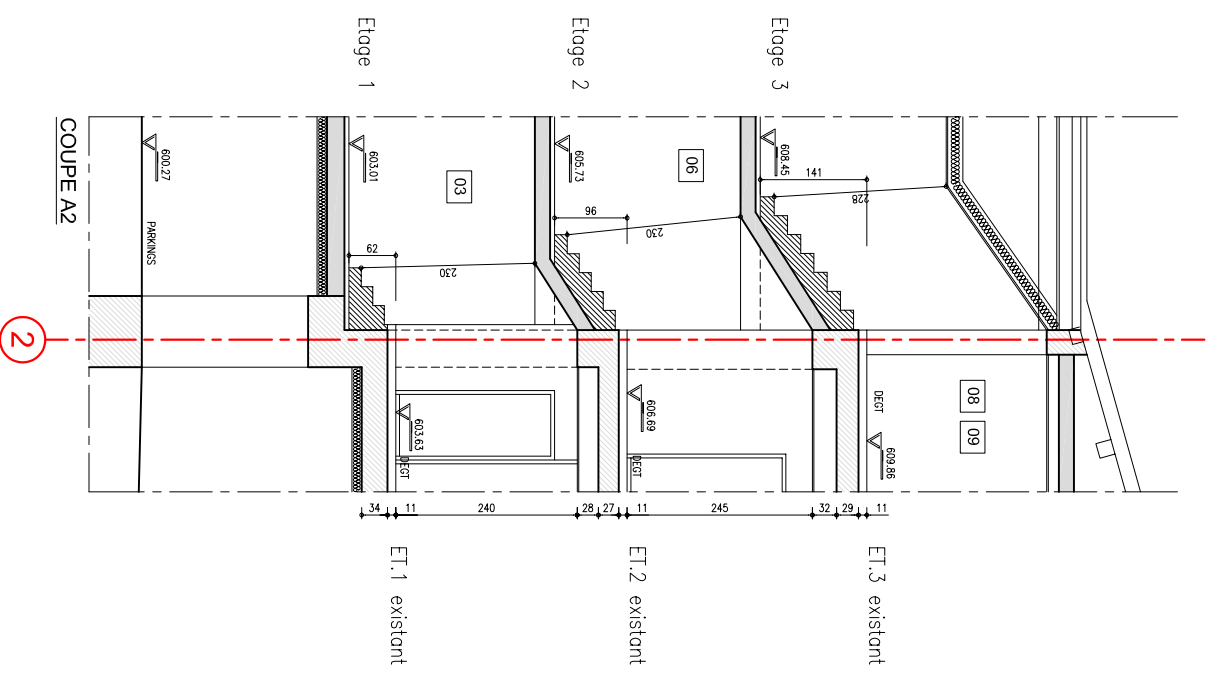 Etage 3
Etage 2
Etage 1
608.45
141
228
06
605.73
96
230
03
603.01
62
230
600.27
PARKINGS
COUPE A2
2
08
09
DEGT
609.86
606.69
DEGT
603.63
DEGT
11
29
32
245
11
27
28
240
11
34
ET.3 existant
ET.2 existant
ET.1 existant